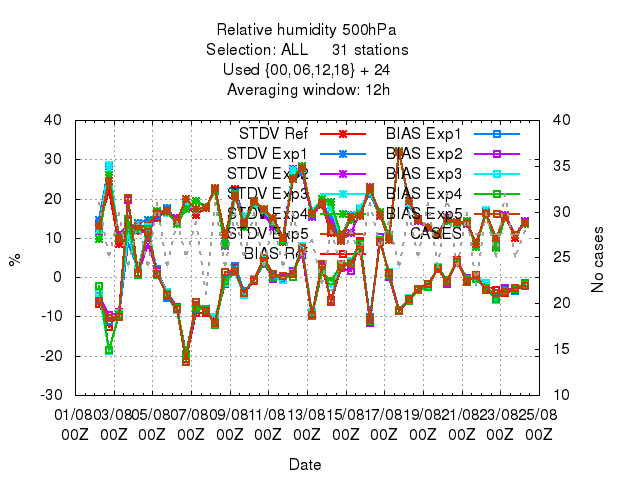 Relative humidity 500hPa
Selection: ALL 31 stations
Used {00,06,12,18} + 24
Averaging window: 12h
40 40
STDV Ref BIAS Exp1
STDV Exp1 BIAS Exp2
30 STDV Exp2 BIAS Exp3 35
STDV Exp3 BIAS Exp4
20 STDV Exp4 BIAS Exp5 30
STDV Exp5 CASES
10 BIAS Ref 25
% No cases
0
20
-10
-20 15
-30 10
01/08 03/08 05/08 07/08 09/08 11/08 13/08 15/08 17/08 19/08 21/08 23/08 25/08
00Z 00Z 00Z 00Z 00Z 00Z 00Z 00Z 00Z 00Z 00Z 00Z 00Z
Date